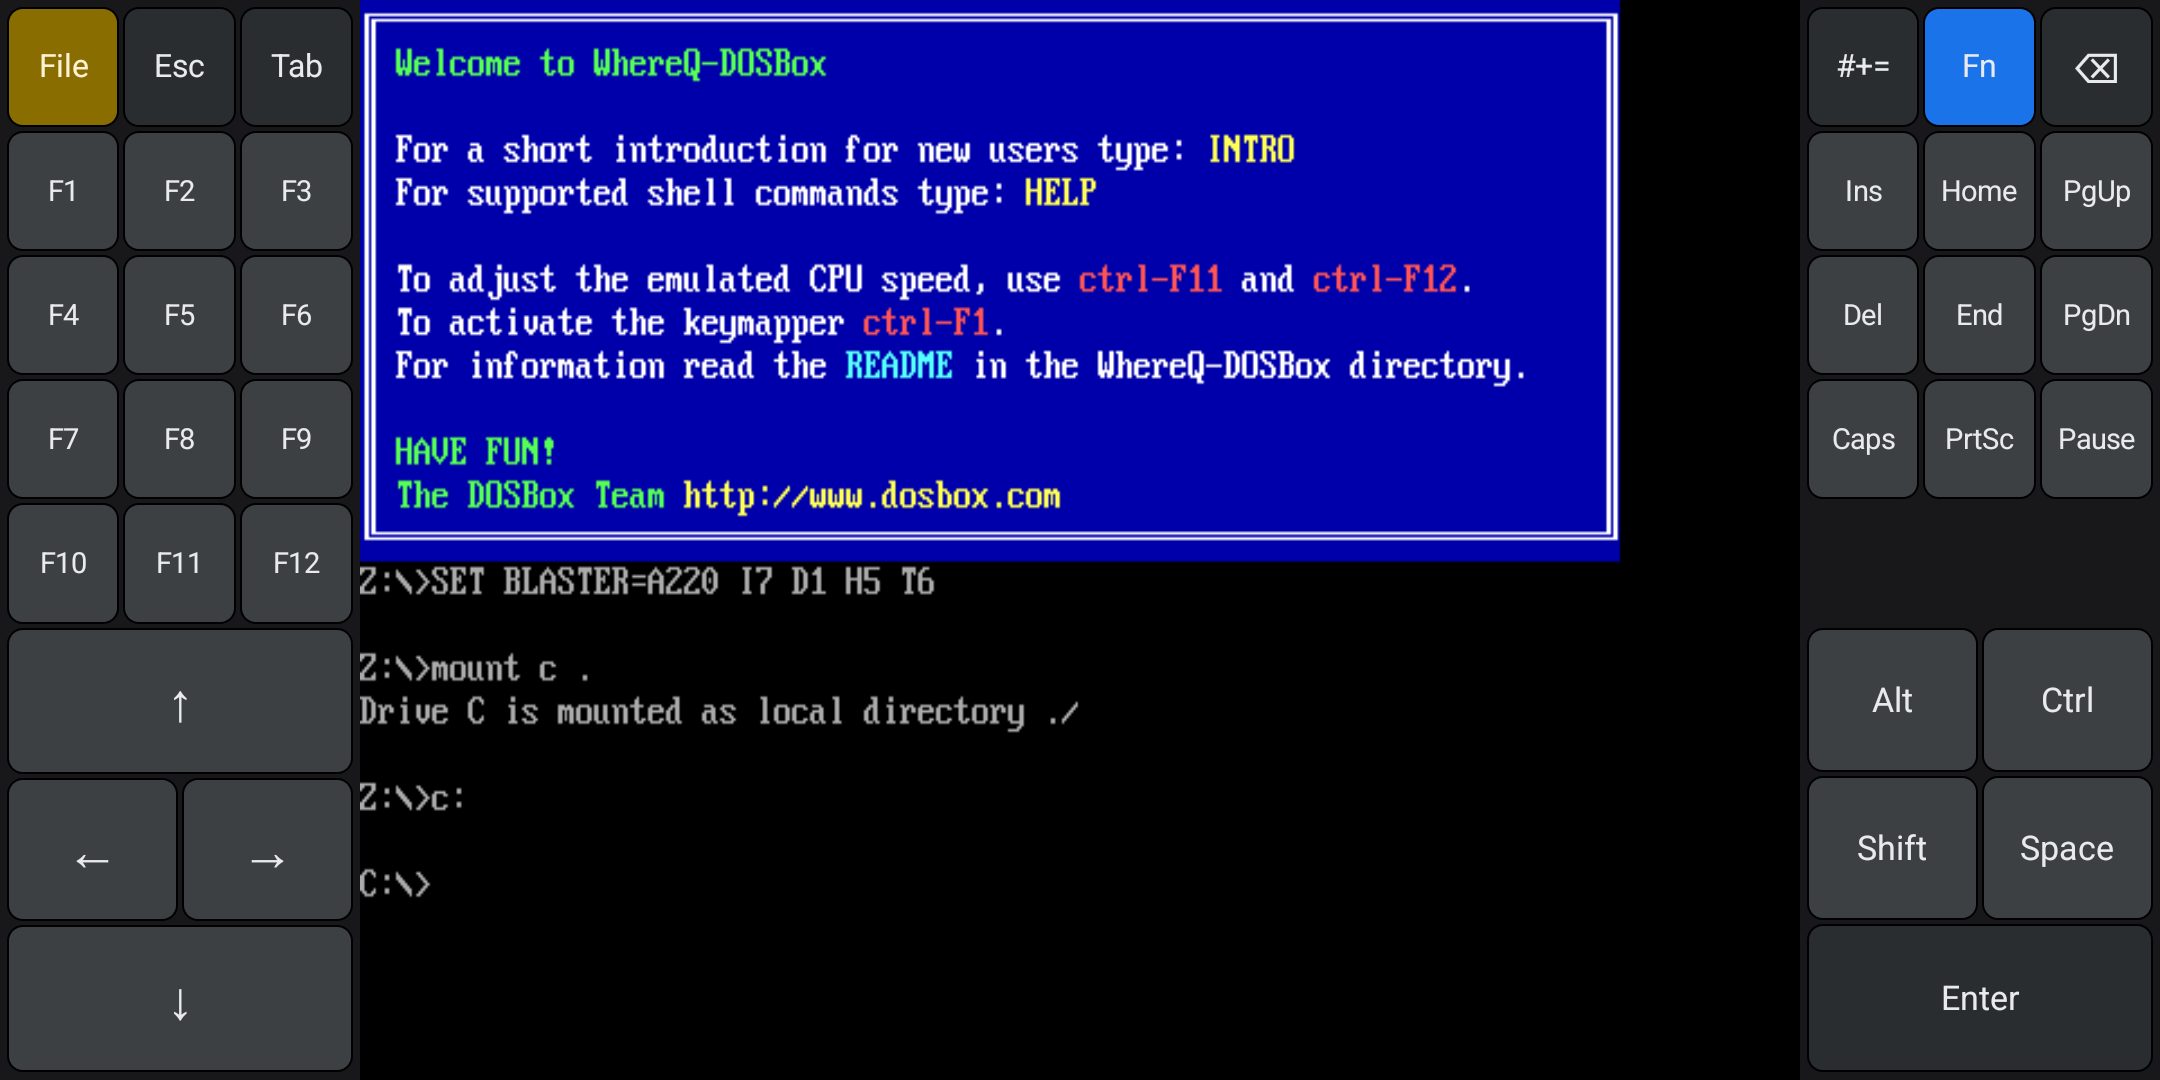 File Esc Tab
F1 F2 F3
F4 F5 F6
F7 F8 F9
F10 F11 F12
↑
← →
↓
Welcome to WhereQ-DOSBox
For a short introduction for new users type: INTRO
For supported shell commands type: HELP
To adjust the emulated CPU speed, use ctrl-F11 and ctrl-F12.
To activate the keymapper ctrl-F1.
For information read the README in the WhereQ-DOSBox directory.
HAVE FUN!
The DOSBox Team http://www.dosbox.com
Z:\>SET BLASTER=A220 I7 D1 H5 T6
Z:\>mount c .
Drive C is mounted as local directory ./
Z:\>c:
C:\>
#+= Fn
Ins Home PgUp
Del End PgDn
Caps PrtSc Pause
Alt Ctrl
Shift Space
Enter